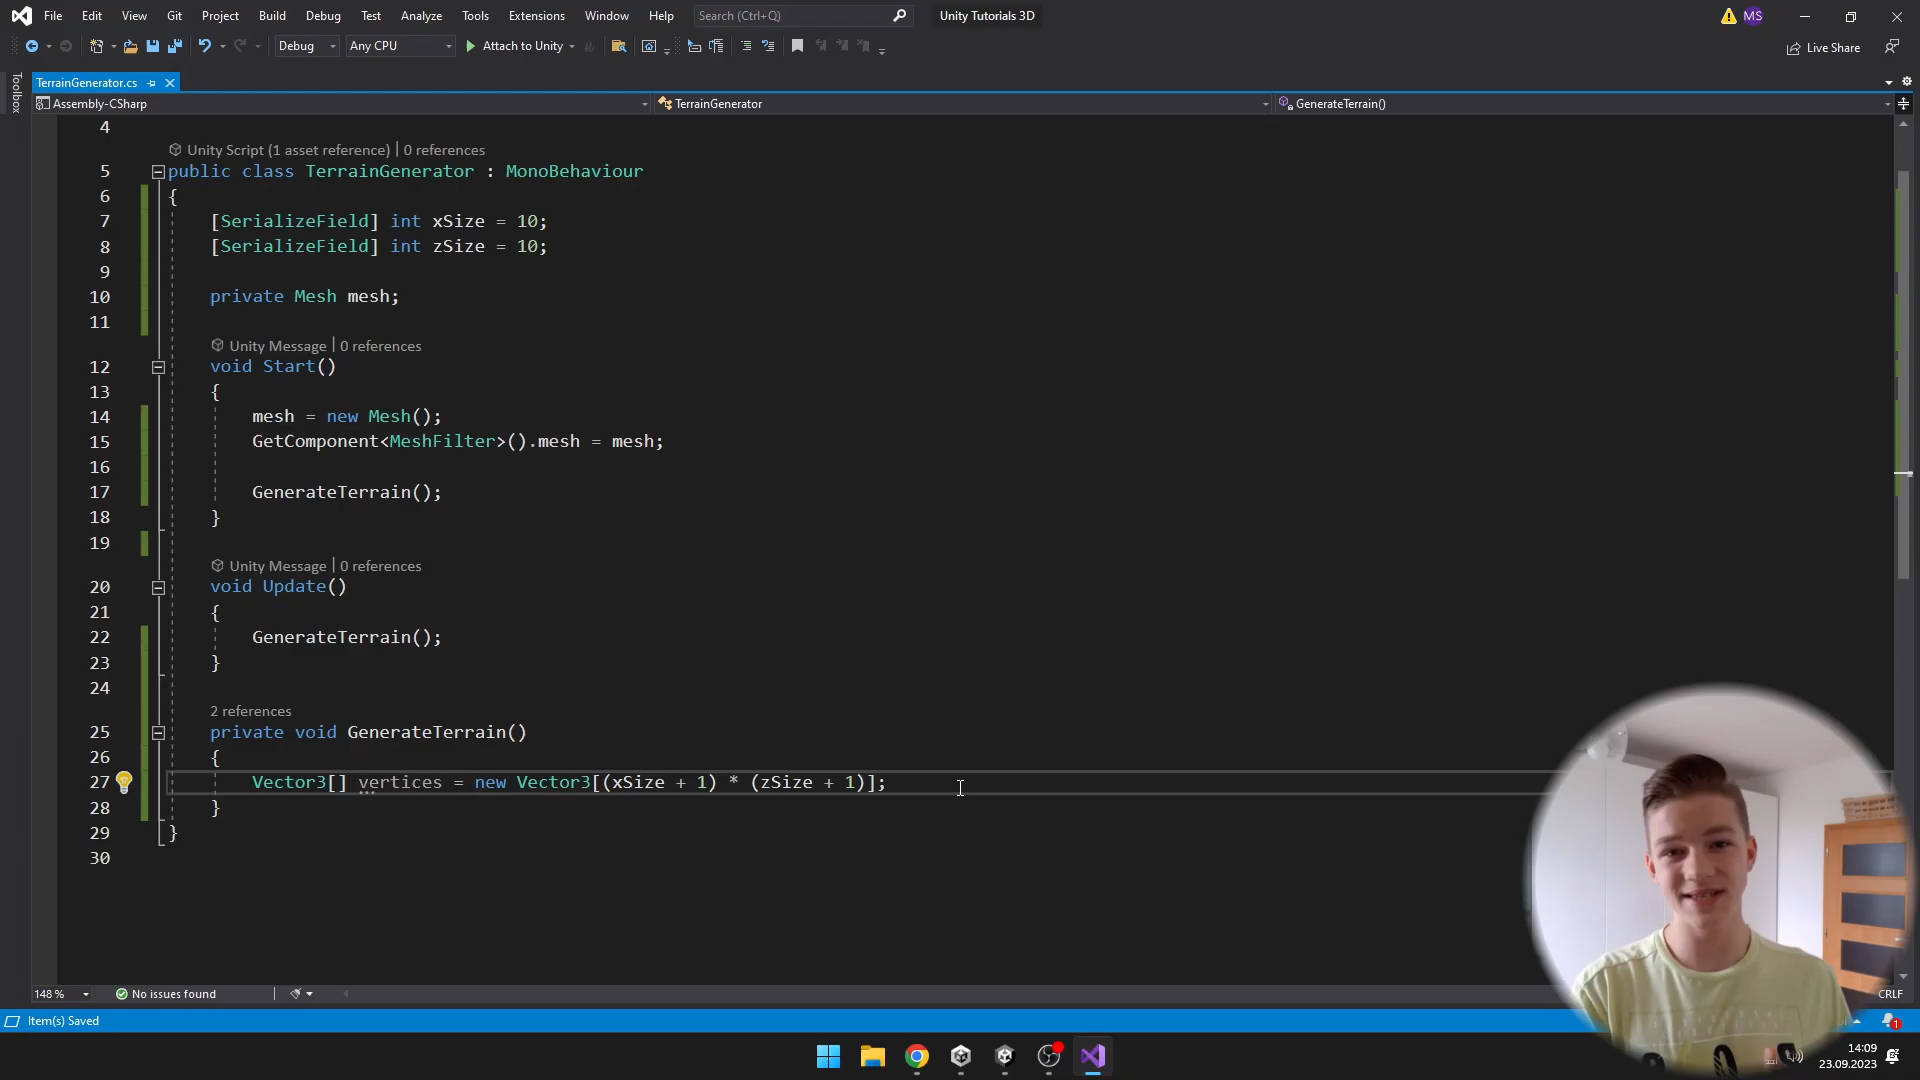 File Edit View Git Project Build Debug Test Analyze Tools Extensions Window Help Search (Ctrl+Q) Unity Tutorials 3D MS
Debug Any CPU Attach to Unity Live Share
Toolbox
TerrainGenerator.cs
Assembly-CSharp TerrainGenerator GenerateTerrain()
4
Unity Script (1 asset reference) | 0 references
5 public class TerrainGenerator : MonoBehaviour
6 {
7 [SerializeField] int xSize = 10;
8 [SerializeField] int zSize = 10;
9
10 private Mesh mesh;
11
Unity Message | 0 references
12 void Start()
13 {
14 mesh = new Mesh();
15 GetComponent<MeshFilter>().mesh = mesh;
16
17 GenerateTerrain();
18 }
19
Unity Message | 0 references
20 void Update()
21 {
22 GenerateTerrain();
23 }
24
2 references
25 private void GenerateTerrain()
26 {
27 Vector3[] vertices = new Vector3[(xSize + 1) * (zSize + 1)];
28 }
29 }
30
148 % No issues found CRLF
Item(s) Saved 1
14:09
23.09.2023